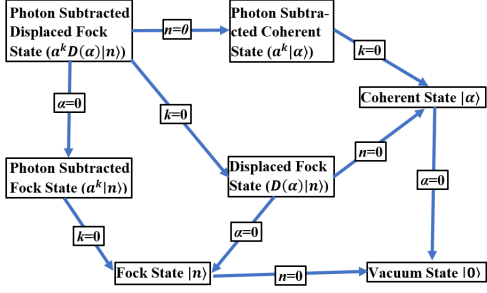 Photon Subtracted
Displaced Fock
State (a^k D(α)|n⟩)
n=0
Photon Subtra-
cted Coherent
State (a^k|α⟩)
k=0
α=0
k=0
Coherent State |α⟩
n=0
Photon Subtracted
Fock State (a^k|n⟩)
Displaced Fock
State (D(α)|n⟩)
α=0
k=0
α=0
Fock State |n⟩
n=0
Vacuum State |0⟩